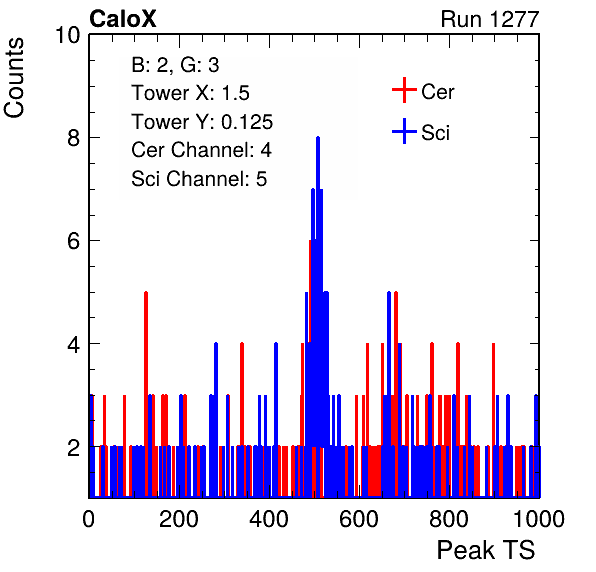 CaloX Run 1277
Counts
10
8
6
4
2
B: 2, G: 3
Tower X: 1.5
Tower Y: 0.125
Cer Channel: 4
Sci Channel: 5
Cer
Sci
0 200 400 600 800 1000
Peak TS